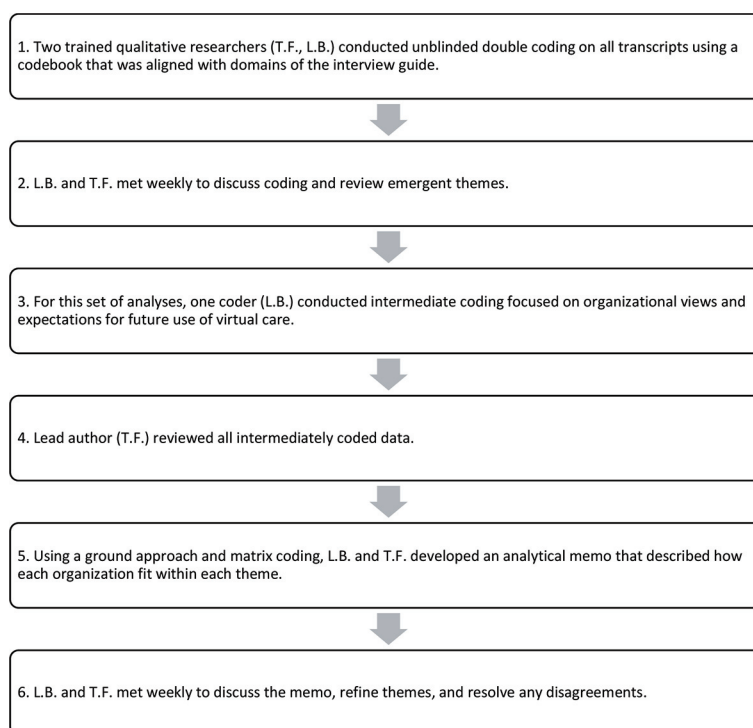 1. Two trained qualitative researchers (T.F., L.B.) conducted unblinded double coding on all transcripts using a
codebook that was aligned with domains of the interview guide.
2. L.B. and T.F. met weekly to discuss coding and review emergent themes.
3. For this set of analyses, one coder (L.B.) conducted intermediate coding focused on organizational views and
expectations for future use of virtual care.
4. Lead author (T.F.) reviewed all intermediately coded data.
5. Using a ground approach and matrix coding, L.B. and T.F. developed an analytical memo that described how
each organization fit within each theme.
6. L.B. and T.F. met weekly to discuss the memo, refine themes, and resolve any disagreements.